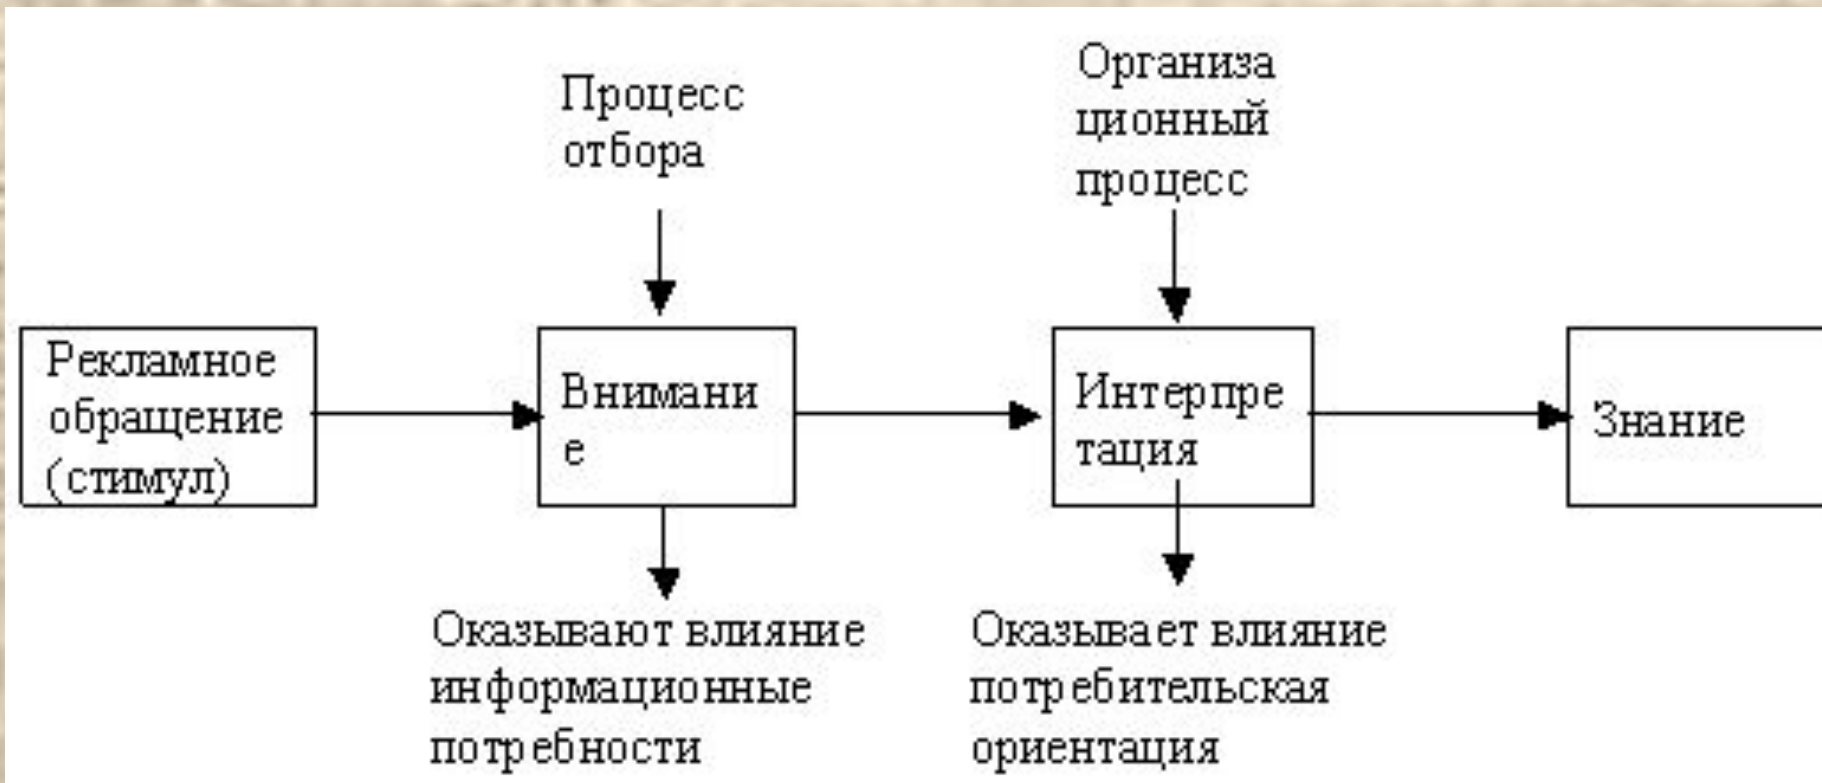 Процесс
отбора
Организа
ционный
процесс
Рекламное
обращение
(стимул)
Внимани
е
Интерпре
тация
Знание
Оказывают влияние
информационные
потребности
Оказывает влияние
потребительская
ориентация